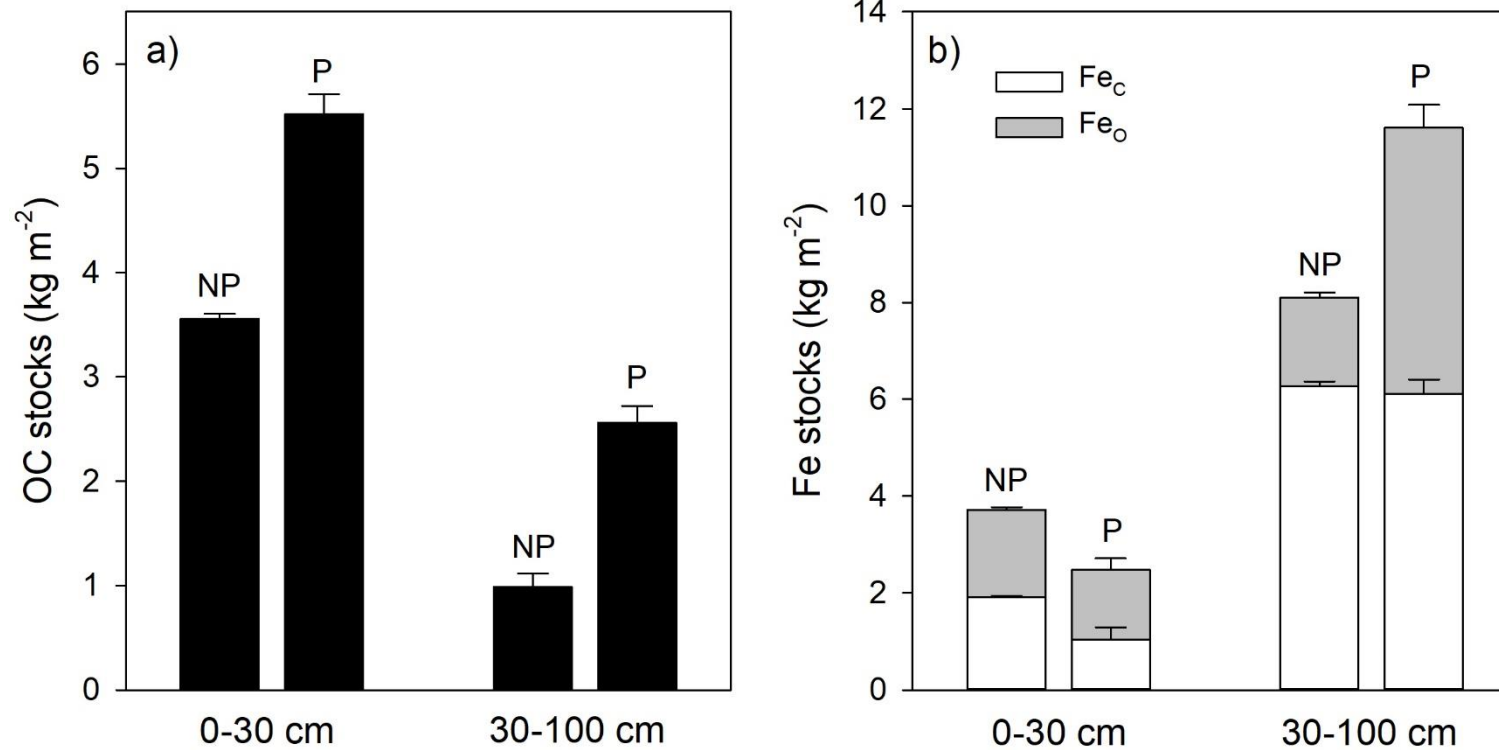 a)
OC stocks (kg m⁻²)
6
5
4
3
2
1
0
NP
P
NP
P
0-30 cm
30-100 cm
b)
Fe stocks (kg m⁻²)
14
12
10
8
6
4
2
0
Fe_C
Fe_O
NP
P
NP
P
0-30 cm
30-100 cm